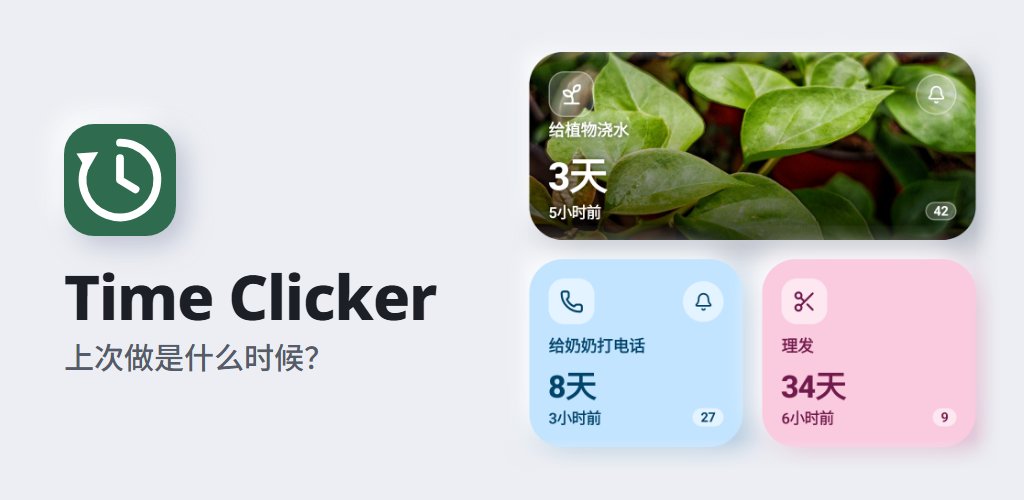 Time Clicker
上次做是什么时候?
给植物浇水
3天
5小时前
42
给奶奶打电话
8天
3小时前
27
理发
34天
6小时前
9